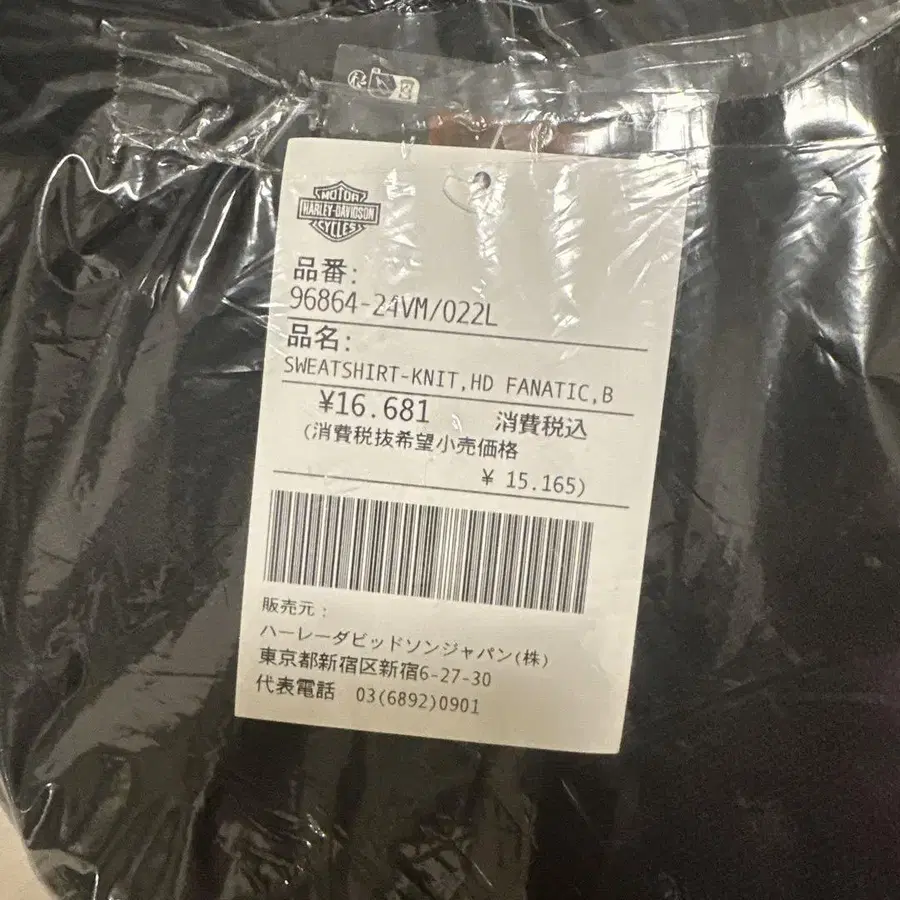 MOTOR
HARLEY-DAVIDSON
CYCLES
品番:
96864-24VM/022L
品名:
SWEATSHIRT-KNIT,HD FANATIC,B
¥16.681 消費税込
(消費税抜希望小売価格
¥ 15.165)
販売元:
ハーレーダビッドソンジャパン(株)
東京都新宿区新宿6-27-30
代表電話 03(6892)0901